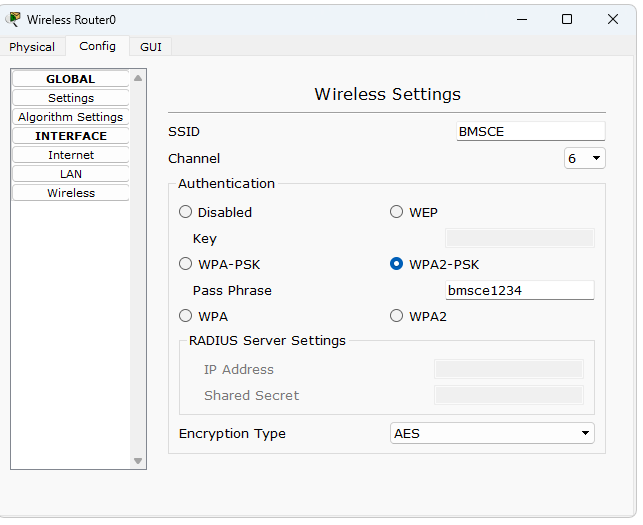 Wireless Router0
Physical Config GUI
GLOBAL
Settings
Algorithm Settings
INTERFACE
Internet
LAN
Wireless
Wireless Settings
SSID BMSCE
Channel 6
Authentication
Disabled WEP
Key
WPA-PSK WPA2-PSK
Pass Phrase bmsce1234
WPA WPA2
RADIUS Server Settings
IP Address
Shared Secret
Encryption Type AES